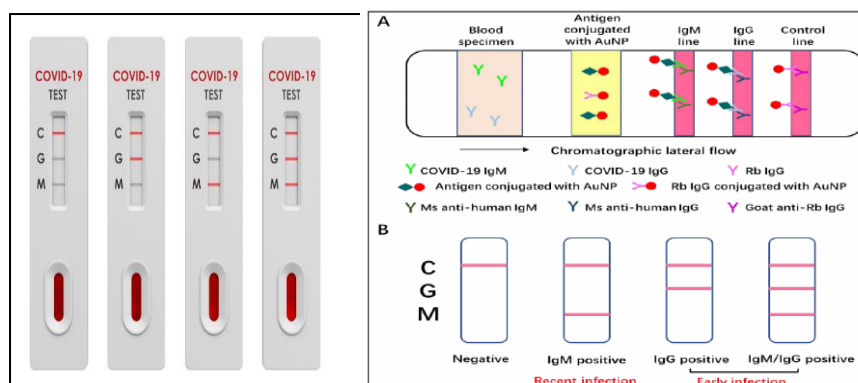 COVID-19
TEST
C
G
M
COVID-19
TEST
C
G
M
COVID-19
TEST
C
G
M
COVID-19
TEST
C
G
M
A
Blood
specimen
Antigen
conjugated
with AuNP
IgM
line
IgG
line
Control
line
Chromatographic lateral flow
COVID-19 IgM
COVID-19 IgG
Rb IgG
Antigen conjugated with AuNP
Rb IgG conjugated with AuNP
Ms anti-human IgM
Ms anti-human IgG
Goat anti-Rb IgG
B
C
G
M
Negative
IgM positive
IgG positive
IgM/IgG positive
Recent infection
Early infection